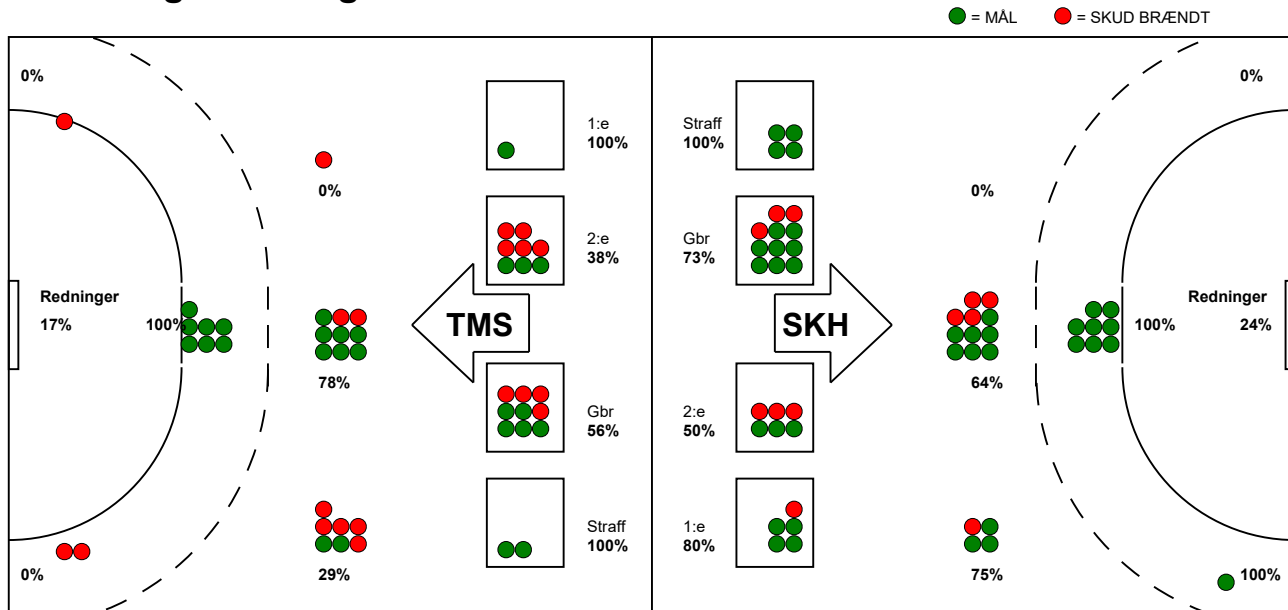 = MÅL = SKUD BRÆNDT
0% 0%
1:e Straff
100% 100%
0% 0%
2:e Gbr
38% 73%
Redninger Redninger
17% 100% TMS SKH 100% 24%
78% 64%
Gbr 2:e
56% 50%
Straff 1:e
100% 80%
0% 29% 75% 100%